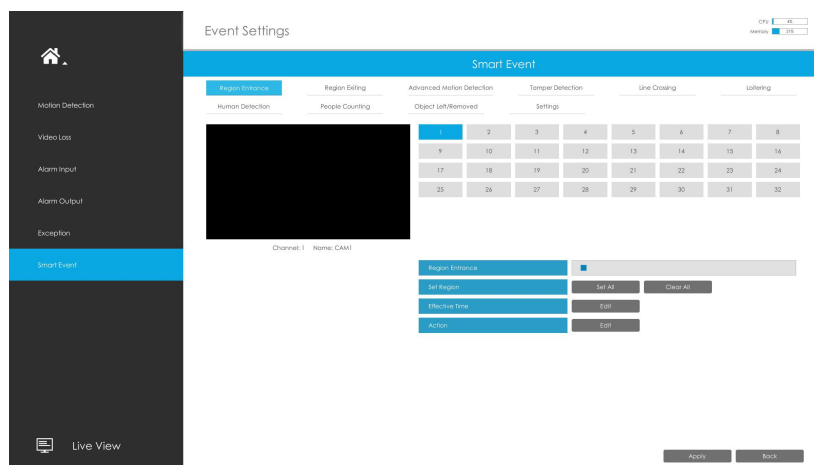 Event Settings
CPU 4%
Memory 31%
Smart Event
Region Entrance Region Exiting Advanced Motion Detection Tamper Detection Line Crossing Loitering
Human Detection People Counting Object Left/Removed Settings
Motion Detection
Video Loss
Alarm Input
Alarm Output
Exception
Smart Event
1 2 3 4 5 6 7 8
9 10 11 12 13 14 15 16
17 18 19 20 21 22 23 24
25 26 27 28 29 30 31 32
Channel: 1 Name: CAM1
Region Entrance
Set Region Set All Clear All
Effective Time Edit
Action Edit
Live View
Apply Back